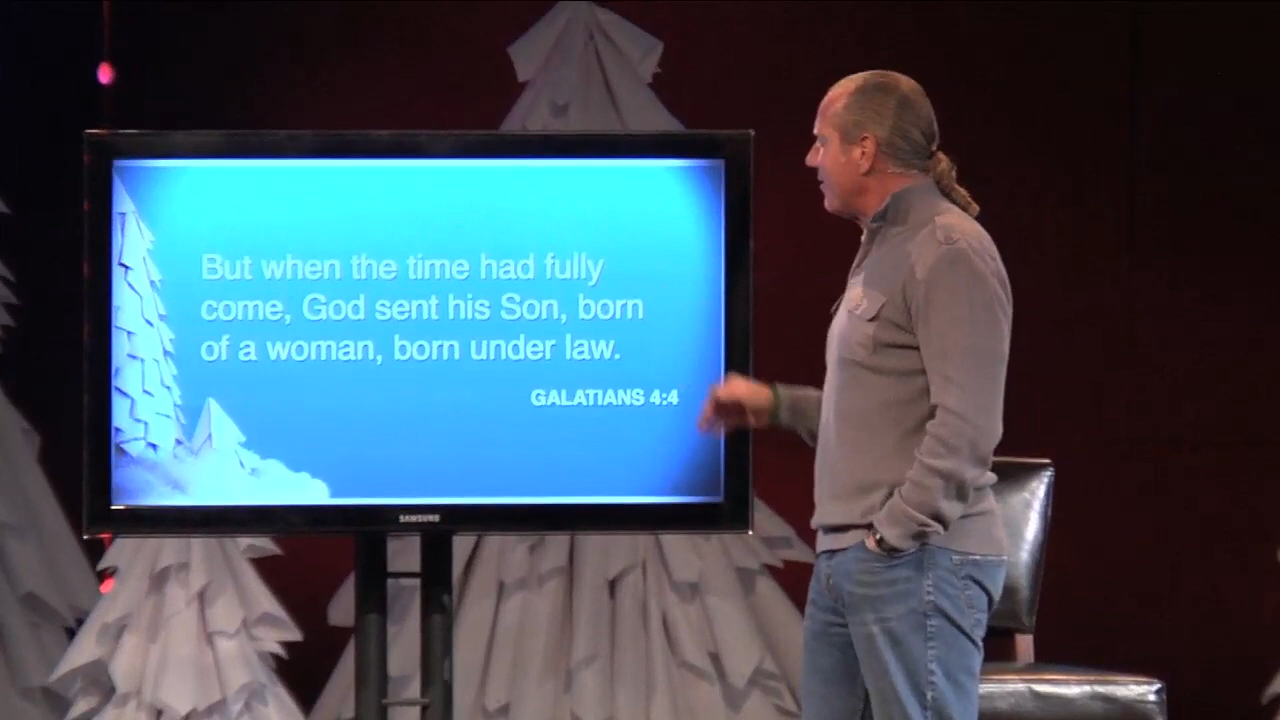 But when the time had fully
come, God sent his Son, born
of a woman, born under law.
GALATIANS 4:4
SAMSUNG